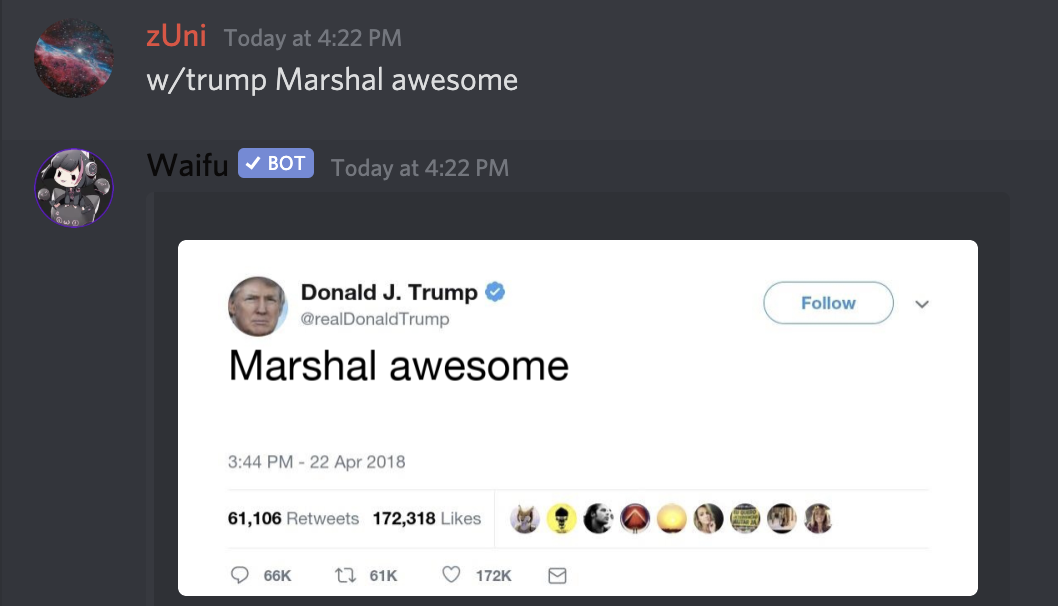 zUni Today at 4:22 PM
w/trump Marshal awesome
Waifu BOT Today at 4:22 PM
Donald J. Trump
Follow
@realDonaldTrump
Marshal awesome
3:44 PM - 22 Apr 2018
61,106 Retweets 172,318 Likes
66K 61K 172K